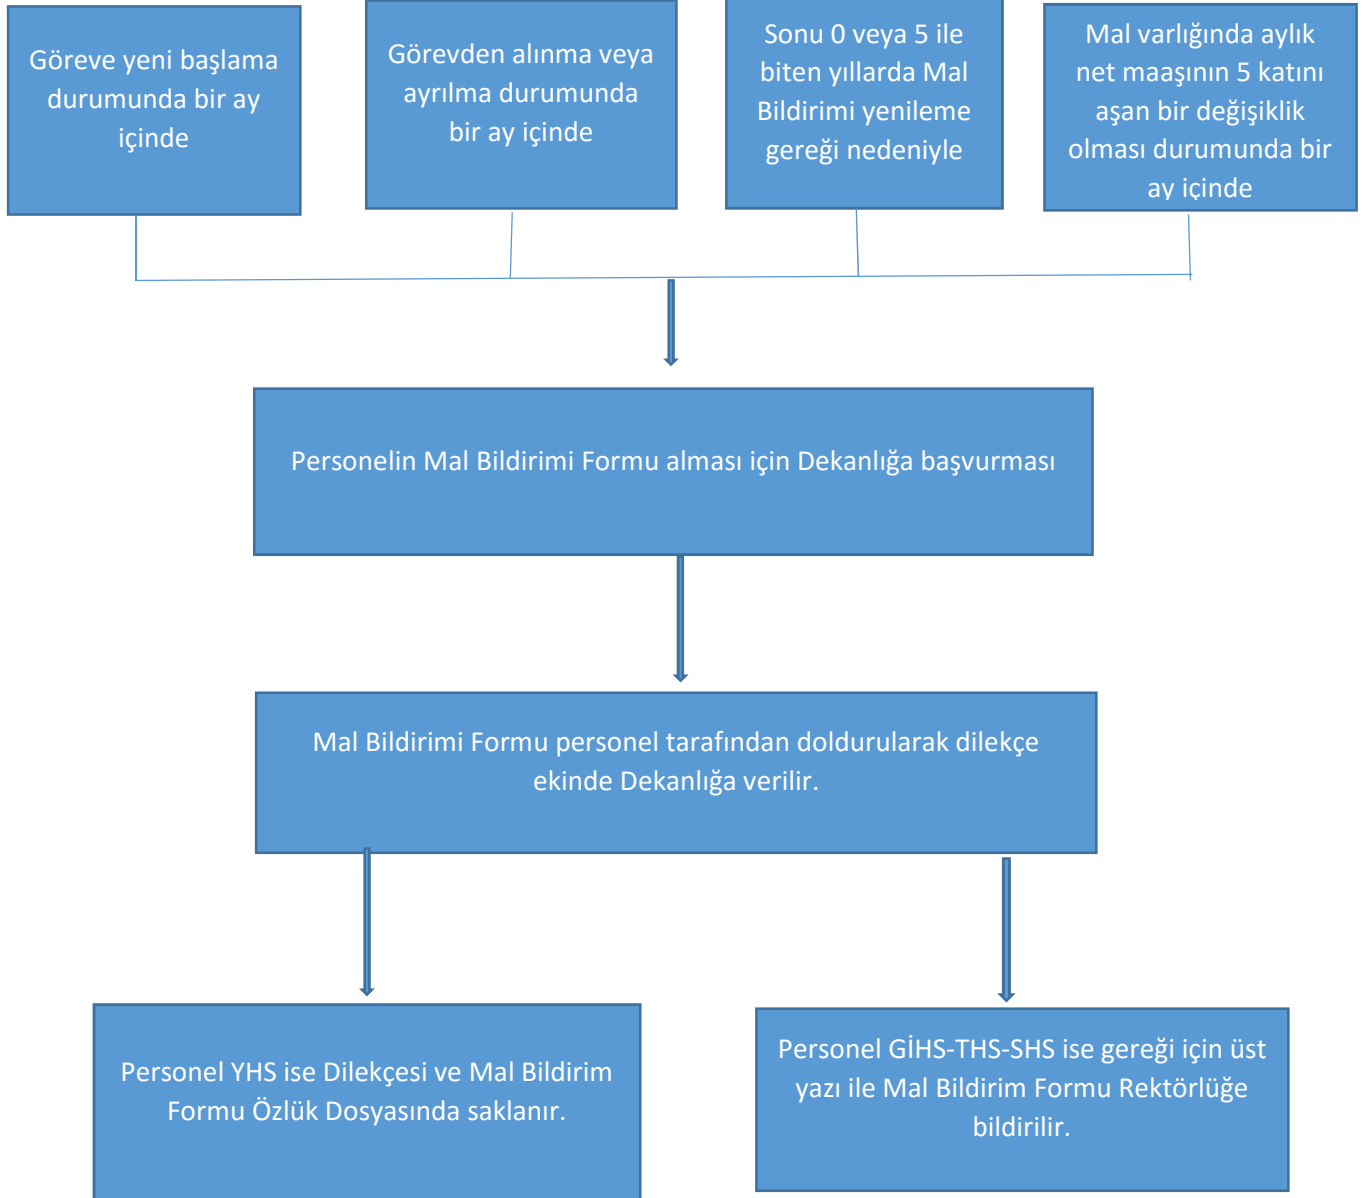 Göreve yeni başlama
durumunda bir ay
içinde
Görevden alınma veya
ayrılma durumunda
bir ay içinde
Sonu 0 veya 5 ile
biten yıllarda Mal
Bildirimi yenileme
gereği nedeniyle
Mal varlığında aylık
net maaşının 5 katını
aşan bir değişiklik
olması durumunda bir
ay içinde
Personelin Mal Bildirimi Formu alması için Dekanlığa başvurması
Mal Bildirimi Formu personel tarafından doldurularak dilekçe
ekinde Dekanlığa verilir.
Personel YHS ise Dilekçesi ve Mal Bildirim
Formu Özlük Dosyasında saklanır.
Personel GİHS-THS-SHS ise gereği için üst
yazı ile Mal Bildirim Formu Rektörlüğe
bildirilir.